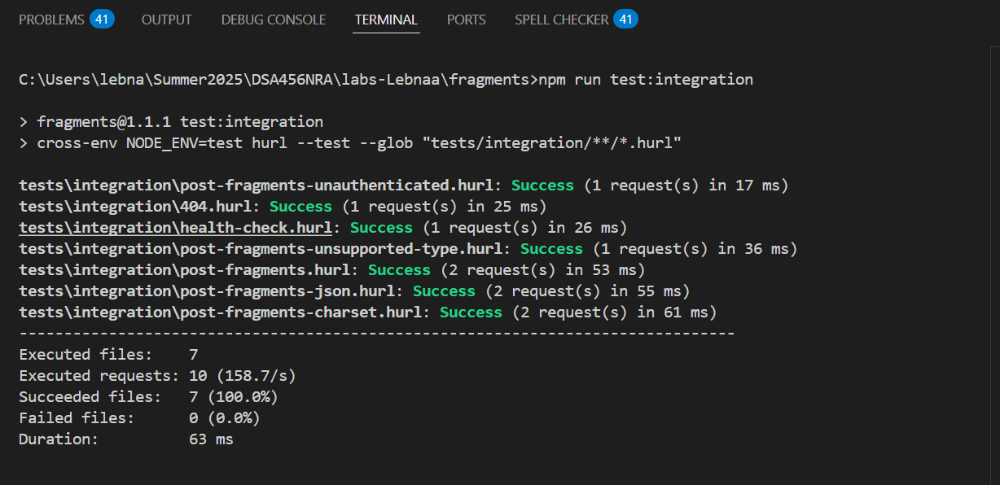 PROBLEMS 41 OUTPUT DEBUG CONSOLE TERMINAL PORTS SPELL CHECKER 41
C:\Users\lebna\Summer2025\DSA456NRA\labs-Lebnaa\fragments>npm run test:integration
> fragments@1.1.1 test:integration
> cross-env NODE_ENV=test hurl --test --glob "tests/integration/**/*.hurl"
tests\integration\post-fragments-unauthenticated.hurl: Success (1 request(s) in 17 ms)
tests\integration\404.hurl: Success (1 request(s) in 25 ms)
tests\integration\health-check.hurl: Success (1 request(s) in 26 ms)
tests\integration\post-fragments-unsupported-type.hurl: Success (1 request(s) in 36 ms)
tests\integration\post-fragments.hurl: Success (2 request(s) in 53 ms)
tests\integration\post-fragments-json.hurl: Success (2 request(s) in 55 ms)
tests\integration\post-fragments-charset.hurl: Success (2 request(s) in 61 ms)
--------------------------------------------------------------------------------
Executed files:    7
Executed requests: 10 (158.7/s)
Succeeded files:   7 (100.0%)
Failed files:      0 (0.0%)
Duration:          63 ms